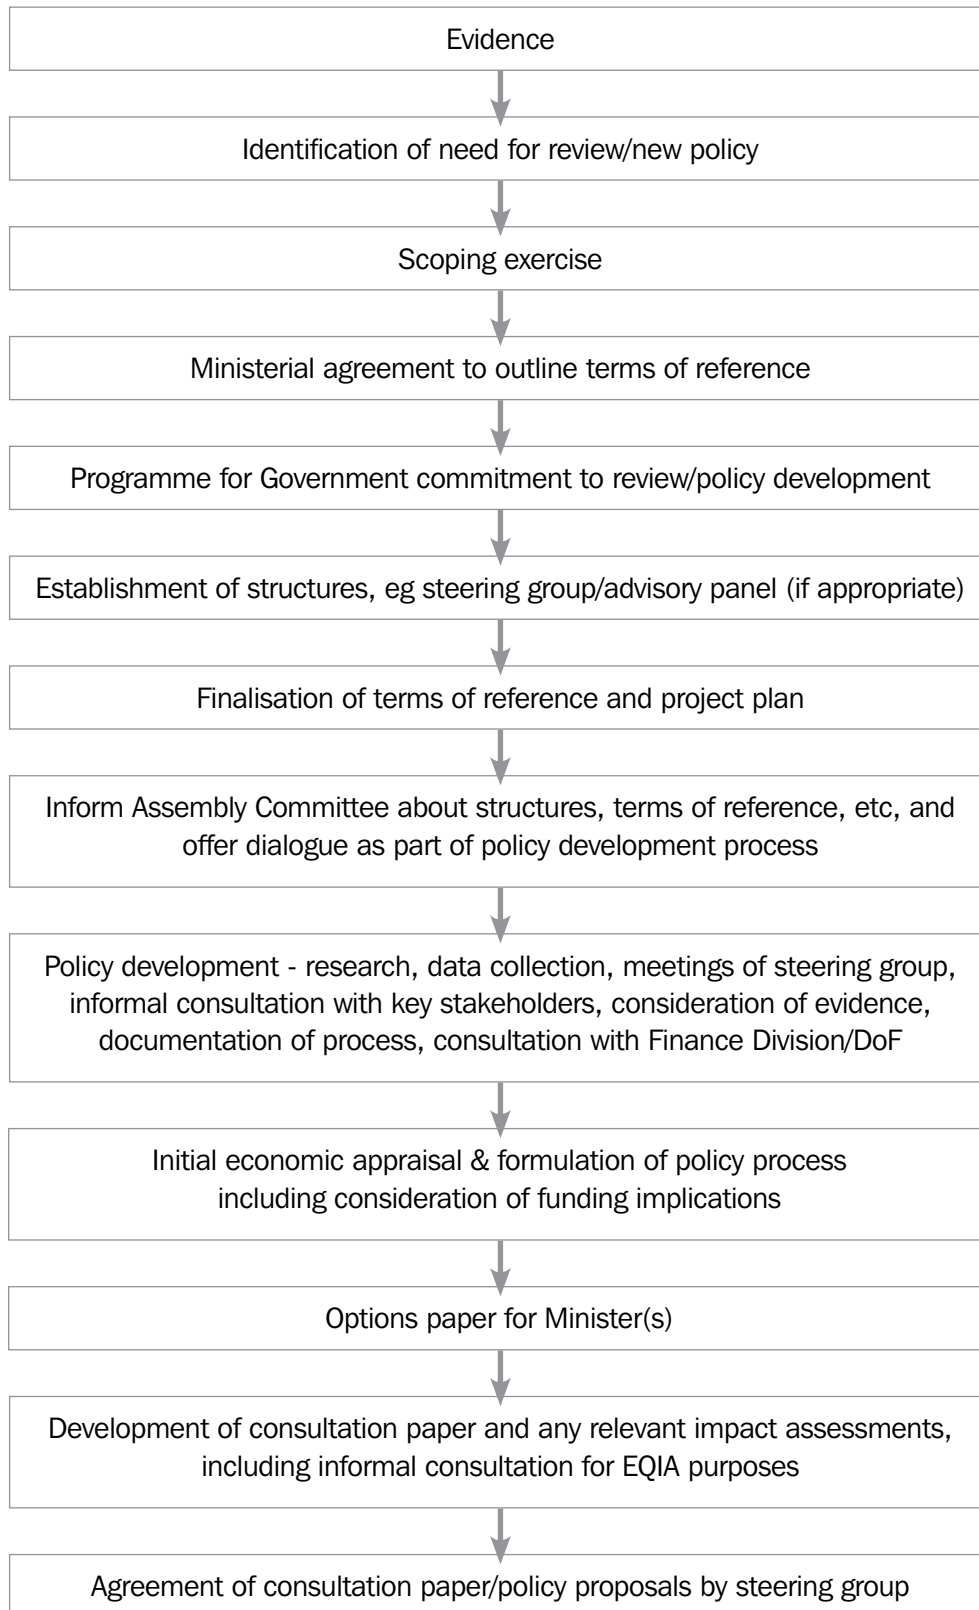 Evidence
Identification of need for review/new policy
Scoping exercise
Ministerial agreement to outline terms of reference
Programme for Government commitment to review/policy development
Establishment of structures, eg steering group/advisory panel (if appropriate)
Finalisation of terms of reference and project plan
Inform Assembly Committee about structures, terms of reference, etc, and
offer dialogue as part of policy development process
Policy development - research, data collection, meetings of steering group,
informal consultation with key stakeholders, consideration of evidence,
documentation of process, consultation with Finance Division/DoF
Initial economic appraisal & formulation of policy process
including consideration of funding implications
Options paper for Minister(s)
Development of consultation paper and any relevant impact assessments,
including informal consultation for EQIA purposes
Agreement of consultation paper/policy proposals by steering group